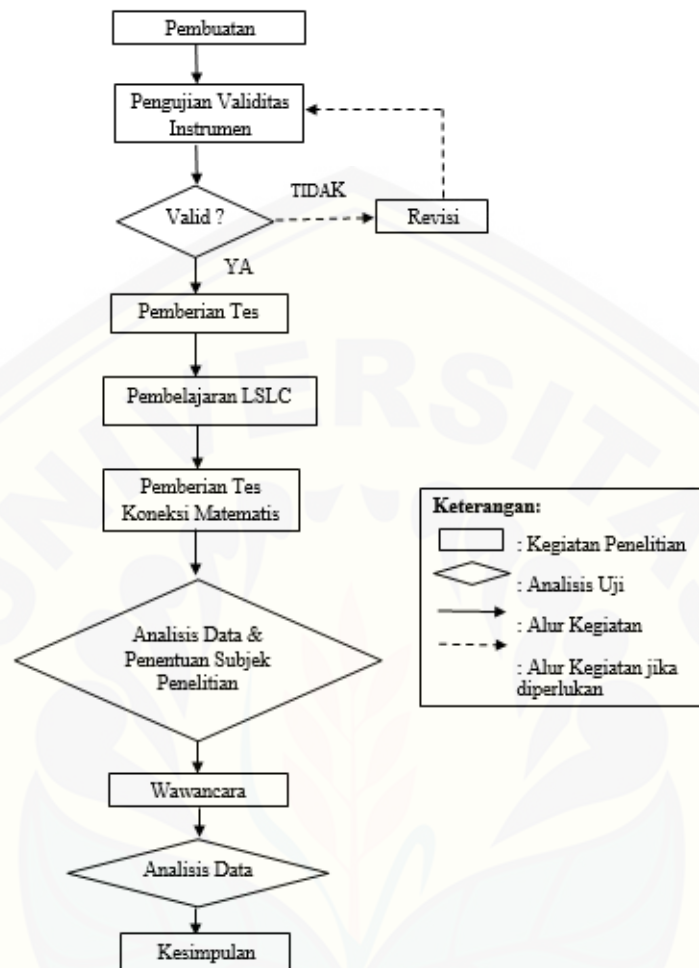 Pembuatan
Pengujian Validitas
Instrumen
Valid ?
TIDAK
Revisi
YA
Pemberian Tes
Pembelajaran LSLC
Pemberian Tes
Koneksi Matematis
Analisis Data &
Penentuan Subjek
Penelitian
Wawancara
Analisis Data
Kesimpulan
Keterangan:
: Kegiatan Penelitian
: Analisis Uji
: Alur Kegiatan
: Alur Kegiatan jika
diperlukan
UNIVERSITAS